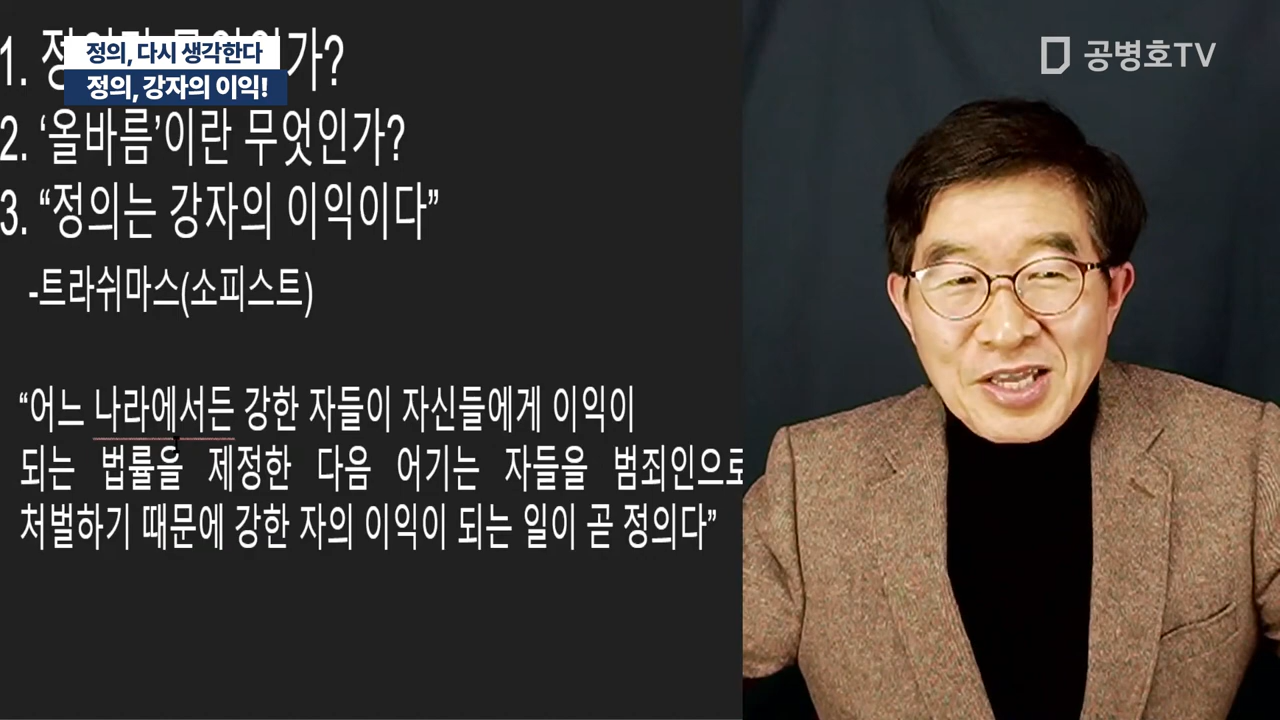 정의, 다시 생각한다
정의, 강자의 이익!
공병호TV
1. 정 가?
2. ‘올바름’이란 무엇인가?
3. “정의는 강자의 이익이다”
-트라쉬마스(소피스트)
“어느 나라에서든 강한 자들이 자신들에게 이익이
되는 법률을 제정한 다음 어기는 자들을 범죄인으로
처벌하기 때문에 강한 자의 이익이 되는 일이 곧 정의다”